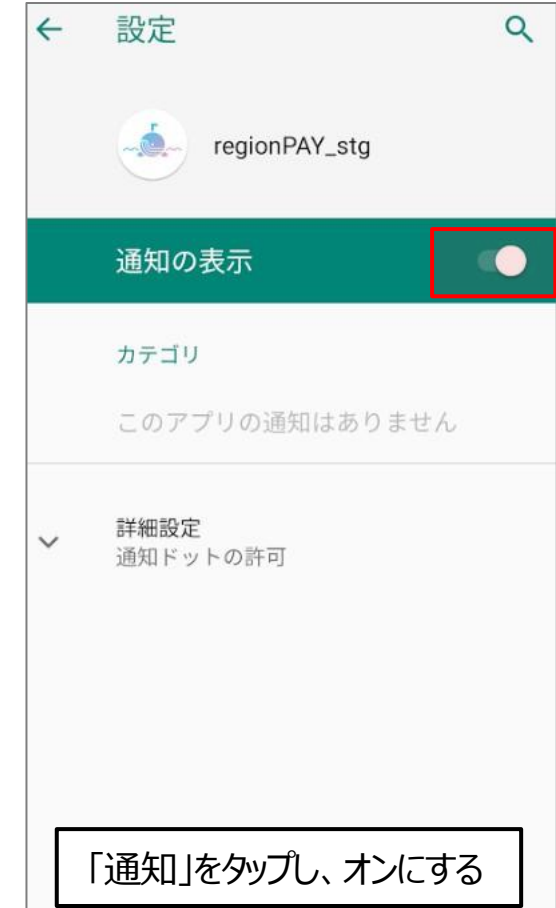 設定
regionPAY_stg
通知の表示
カテゴリ
このアプリの通知はありません
詳細設定
通知ドットの許可
「通知」をタップし、オンにする